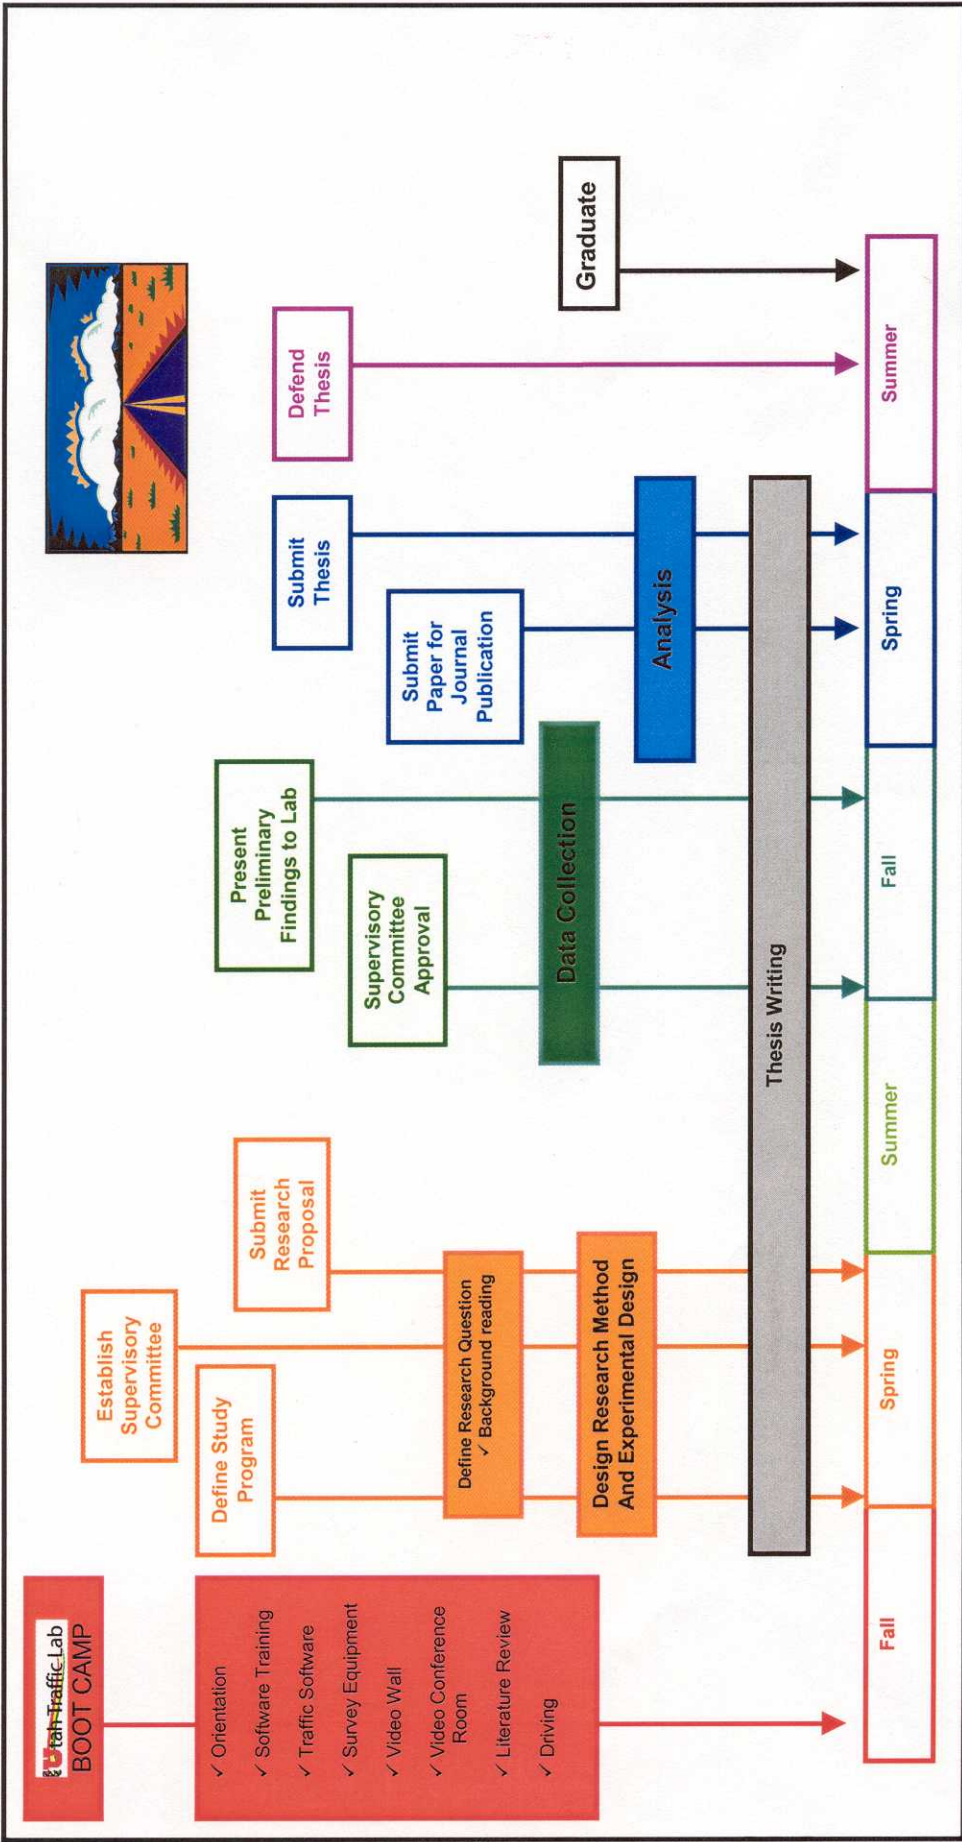 Utah Traffic Lab
BOOT CAMP
✓ Orientation
✓ Software Training
✓ Traffic Software
✓ Survey Equipment
✓ Video Wall
✓ Video Conference
Room
✓ Literature Review
✓ Driving
Define Study
Program
Establish
Supervisory
Committee
Submit
Research
Proposal
Define Research Question
✓ Background reading
Design Research Method
And Experimental Design
Supervisory
Committee
Approval
Present
Preliminary
Findings to Lab
Data Collection
Submit
Paper for
Journal
Publication
Submit
Thesis
Analysis
Defend
Thesis
Graduate
Thesis Writing
Fall
Spring
Summer
Fall
Spring
Summer